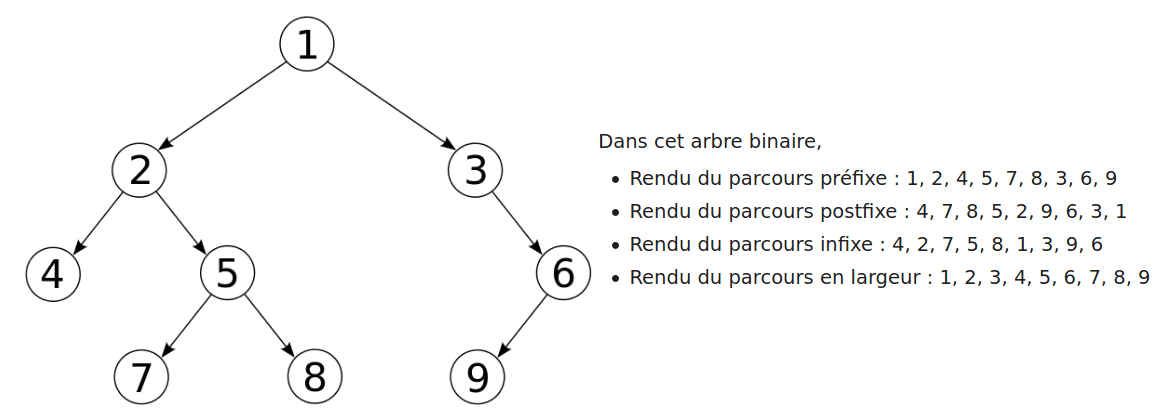 1
2
3
4
5
6
7
8
9
Dans cet arbre binaire,
• Rendu du parcours préfixe : 1, 2, 4, 5, 7, 8, 3, 6, 9
• Rendu du parcours postfixe : 4, 7, 8, 5, 2, 9, 6, 3, 1
• Rendu du parcours infixe : 4, 2, 7, 5, 8, 1, 3, 9, 6
• Rendu du parcours en largeur : 1, 2, 3, 4, 5, 6, 7, 8, 9